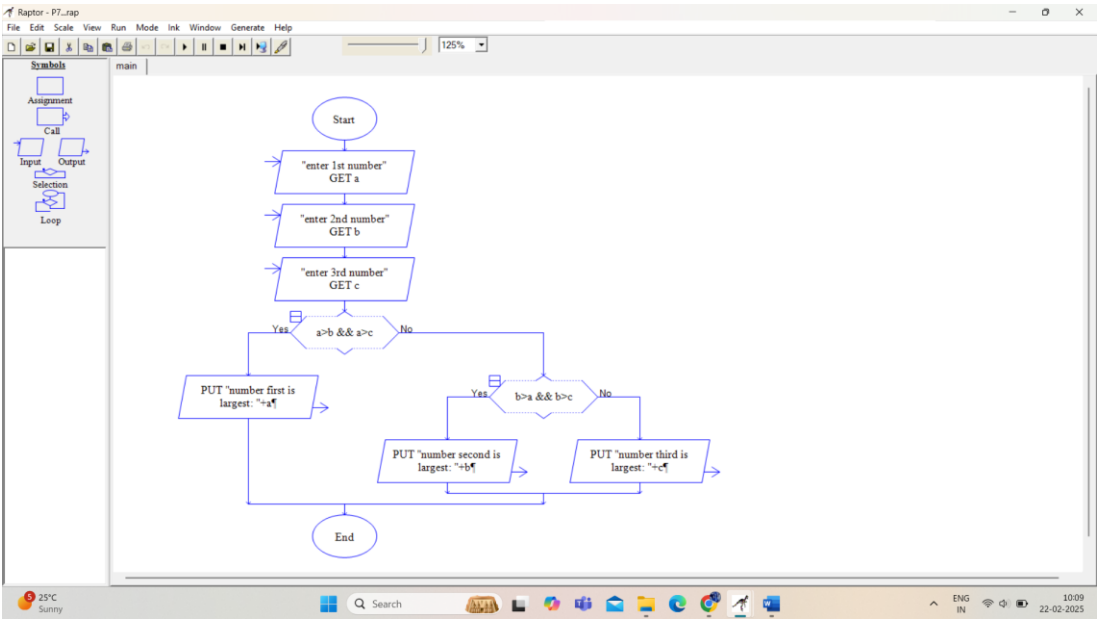 Raptor - P7...rap
File Edit Scale View Run Mode Ink Window Generate Help
125%
Symbols
main
Assignment
Call
Input Output
Selection
Loop
Start
"enter 1st number"
GET a
"enter 2nd number"
GET b
"enter 3rd number"
GET c
Yes
a>b && a>c
No
PUT "number first is
largest: "+a¶
Yes
b>a && b>c
No
PUT "number second is
largest: "+b¶
PUT "number third is
largest: "+c¶
End
5
25°C
Sunny
Search
ENG
IN
10:09
22-02-2025